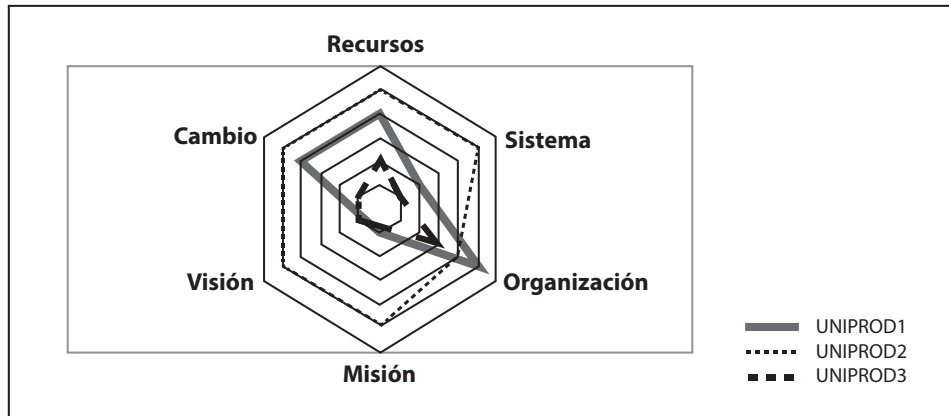 Recursos
Cambio
Sistema
Visión
Organización
Misión
UNIPROD1
UNIPROD2
UNIPROD3